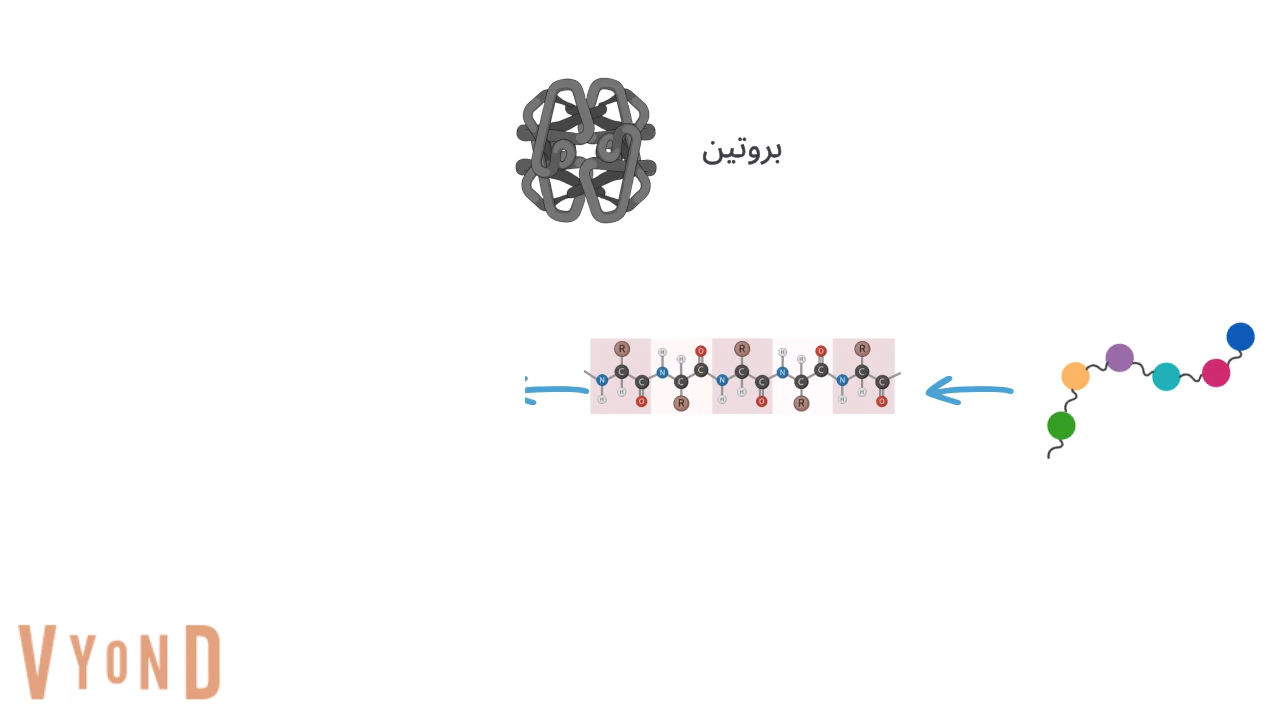 بروتين
R H O R H O R
C H C C H C C
N C N C N C
H H O R H H O R H H O
VYOND